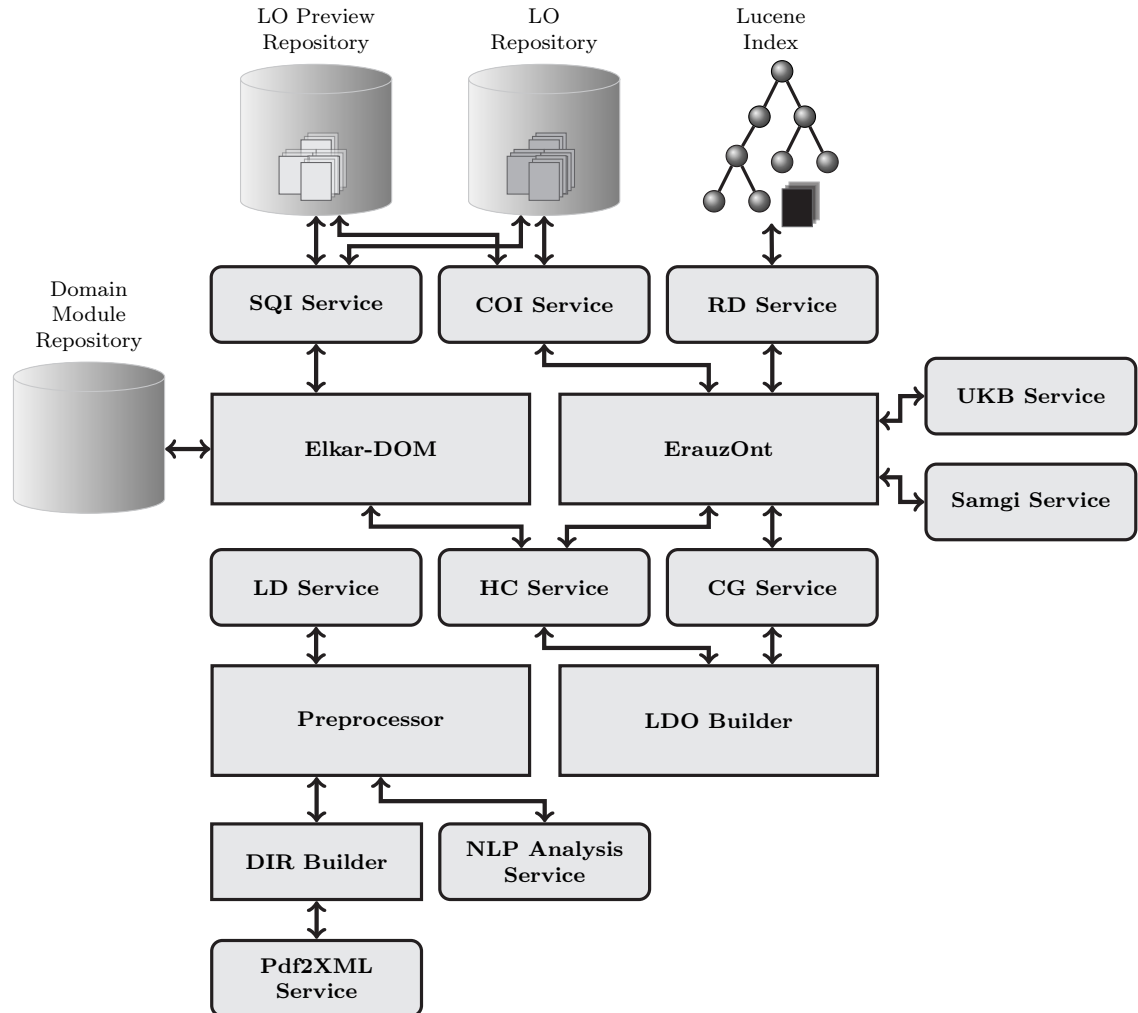 LO Preview
Repository
LO
Repository
Lucene
Index
SQI Service
COI Service
RD Service
Domain
Module
Repository
UKB Service
Elkar-DOM
ErauzOnt
Samgi Service
LD Service
HC Service
CG Service
Preprocessor
LDO Builder
DIR Builder
NLP Analysis
Service
Pdf2XML
Service